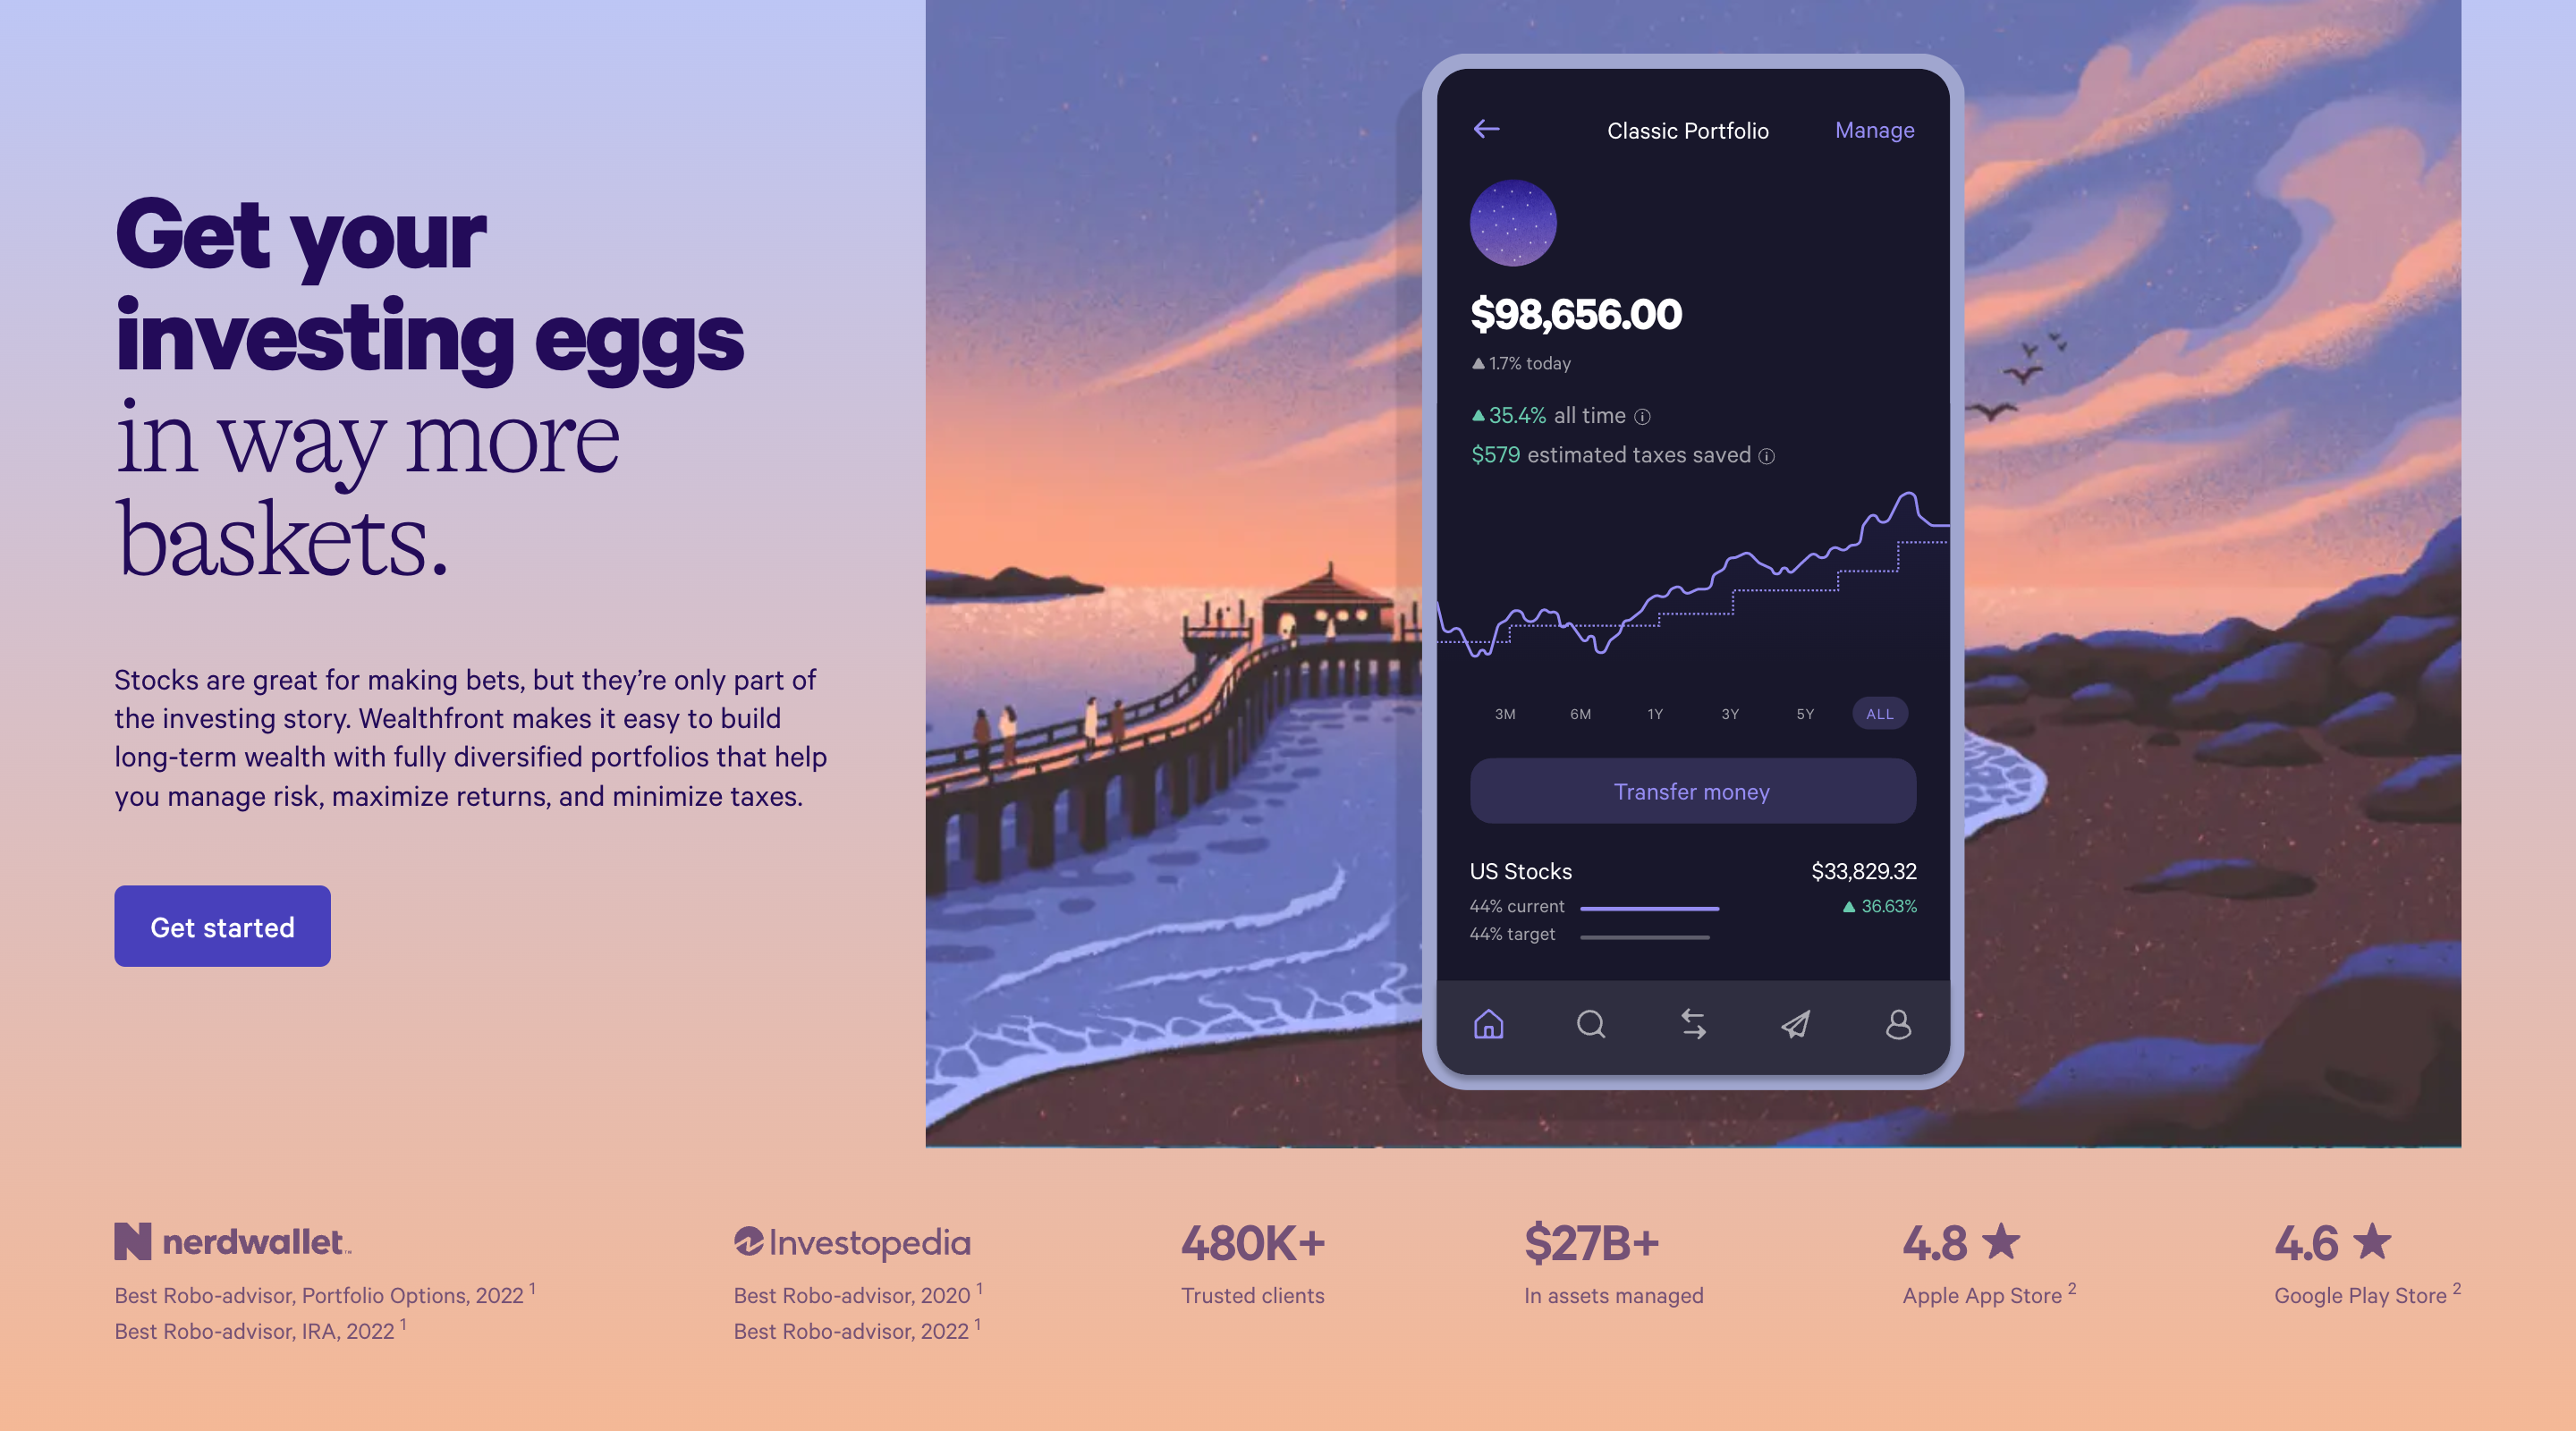 Get your
investing eggs
in way more
baskets.
Stocks are great for making bets, but they’re only part of
the investing story. Wealthfront makes it easy to build
long-term wealth with fully diversified portfolios that help
you manage risk, maximize returns, and minimize taxes.
Get started
Classic Portfolio Manage
$98,656.00
▲ 1.7% today
▲ 35.4% all time ⓘ
$579 estimated taxes saved ⓘ
3M 6M 1Y 3Y 5Y ALL
Transfer money
US Stocks $33,829.32
44% current ▲ 36.63%
44% target
N nerdwallet™
Best Robo-advisor, Portfolio Options, 2022 1
Best Robo-advisor, IRA, 2022 1
Investopedia
Best Robo-advisor, 2020 1
Best Robo-advisor, 2022 1
480K+
Trusted clients
$27B+
In assets managed
4.8 ★
Apple App Store 2
4.6 ★
Google Play Store 2